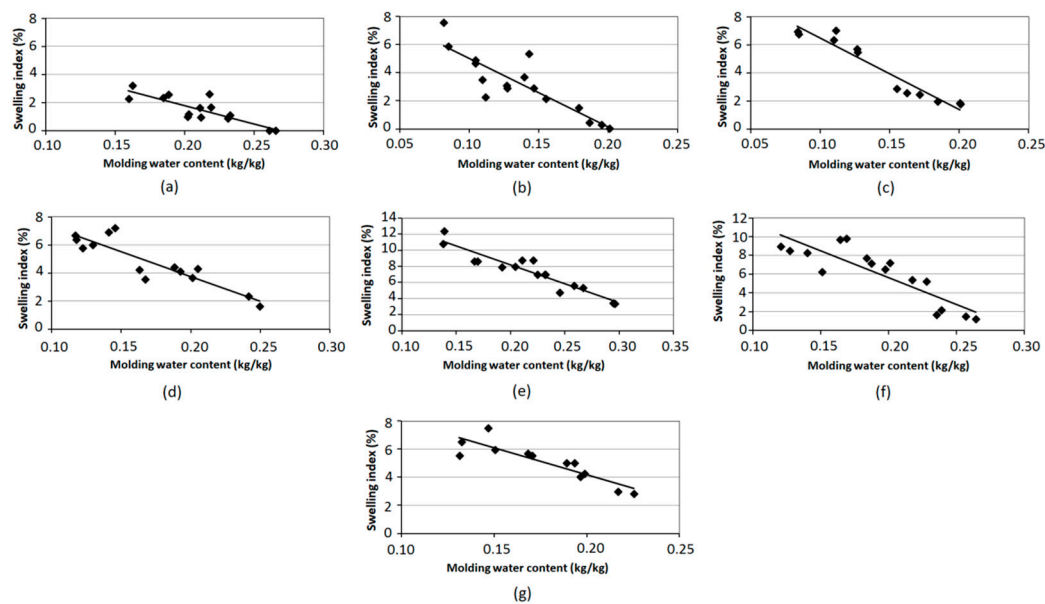 Swelling index (%)
8
6
4
2
0
0.10 0.15 0.20 0.25 0.30
Molding water content (kg/kg)
(a)
Swelling index (%)
8
6
4
2
0
0.05 0.10 0.15 0.20 0.25
Molding water content (kg/kg)
(b)
Swelling index (%)
8
6
4
2
0
0.05 0.10 0.15 0.20 0.25
Molding water content (kg/kg)
(c)
Swelling index (%)
8
6
4
2
0
0.10 0.15 0.20 0.25 0.30
Molding water content (kg/kg)
(d)
Swelling index (%)
14
12
10
8
6
4
2
0
0.10 0.15 0.20 0.25 0.30 0.35
Molding water content (kg/kg)
(e)
Swelling index (%)
12
10
8
6
4
2
0
0.10 0.15 0.20 0.25 0.30
Molding water content (kg/kg)
(f)
Swelling index (%)
8
6
4
2
0
0.10 0.15 0.20 0.25
Molding water content (kg/kg)
(g)